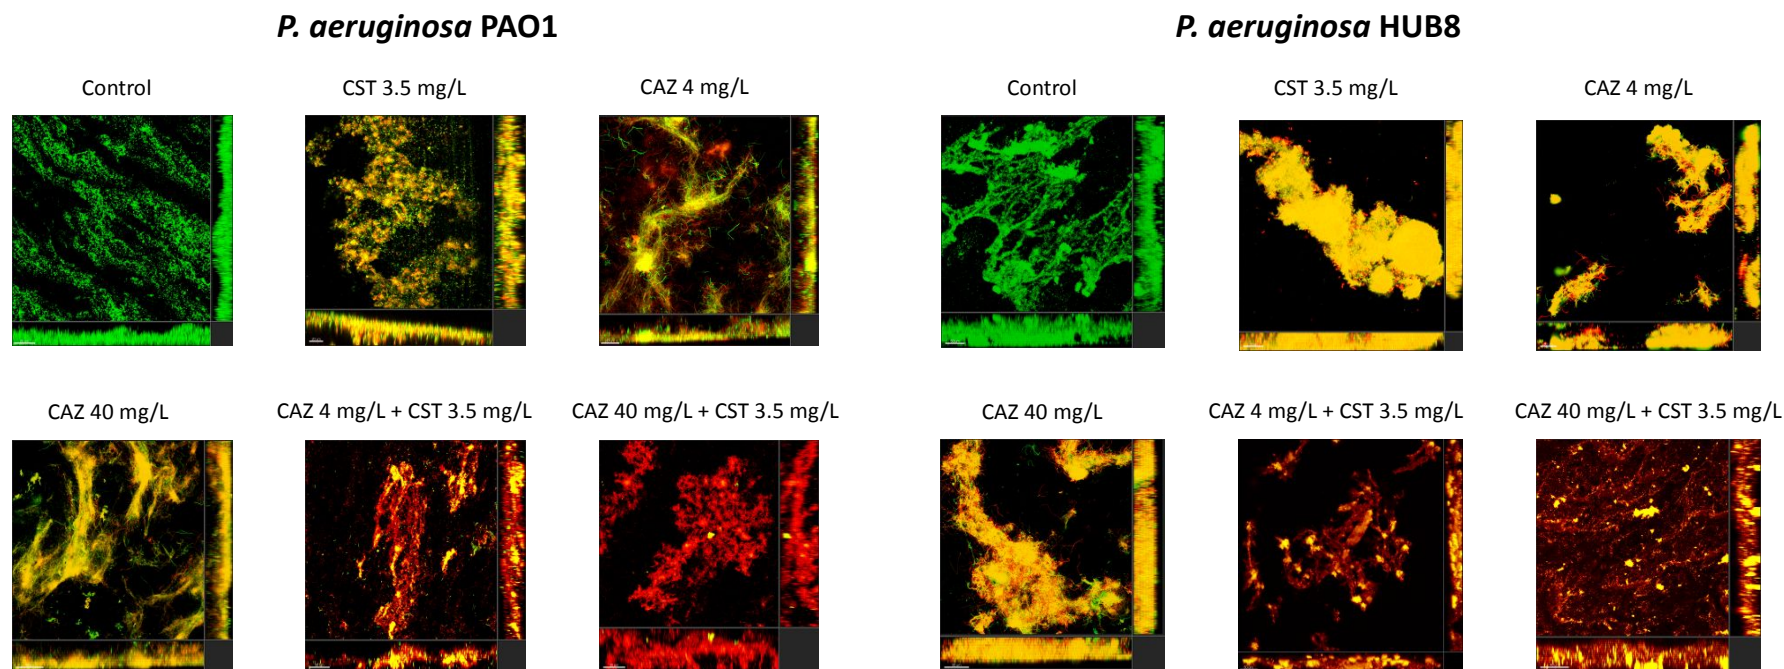 P. aeruginosa PAO1
P. aeruginosa HUB8
Control
CST 3.5 mg/L
CAZ 4 mg/L
Control
CST 3.5 mg/L
CAZ 4 mg/L
CAZ 40 mg/L
CAZ 4 mg/L + CST 3.5 mg/L
CAZ 40 mg/L + CST 3.5 mg/L
CAZ 40 mg/L
CAZ 4 mg/L + CST 3.5 mg/L
CAZ 40 mg/L + CST 3.5 mg/L